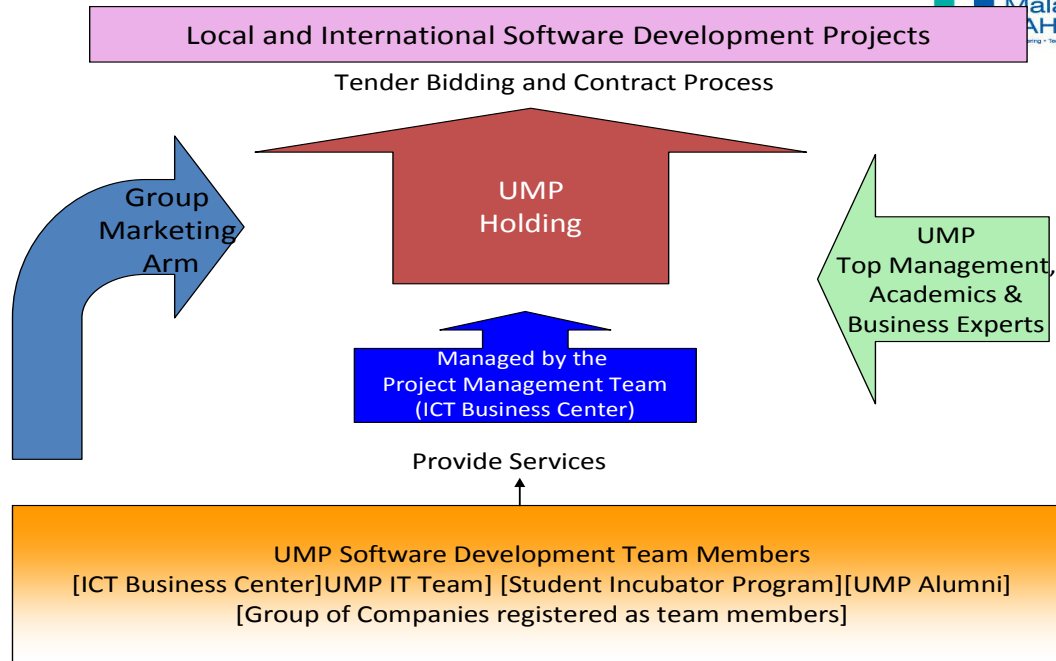 Mala
AH
Local and International Software Development Projects
Tender Bidding and Contract Process
UMP
Holding
Group
Marketing
Arm
UMP
Top Management,
Academics &
Business Experts
Managed by the
Project Management Team
(ICT Business Center)
Provide Services
UMP Software Development Team Members
[ICT Business Center]UMP IT Team] [Student Incubator Program][UMP Alumni]
[Group of Companies registered as team members]